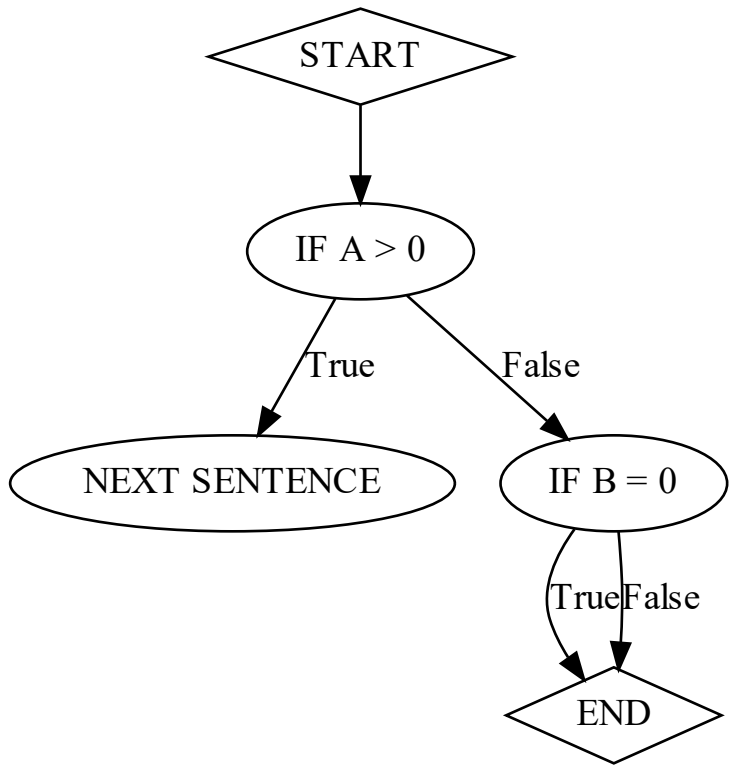 START
IF A > 0
True
False
NEXT SENTENCE
IF B = 0
True
False
END